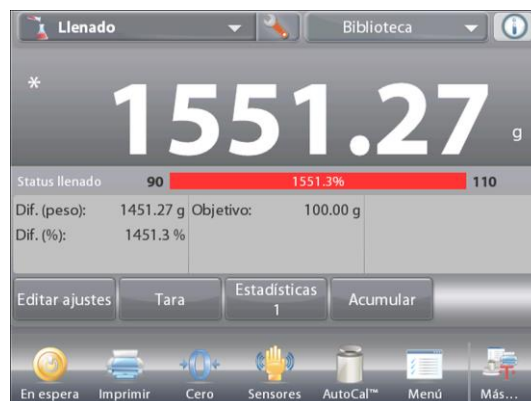 Llenado Biblioteca
* 1551.27 g
Status llenado 90 1551.3% 110
Dif. (peso): 1451.27 g Objetivo: 100.00 g
Dif. (%): 1451.3 %
Editar ajustes Tara Estadísticas 1 Acumular
En espera Imprimir Cero Sensores AutoCal™ Menú Más...